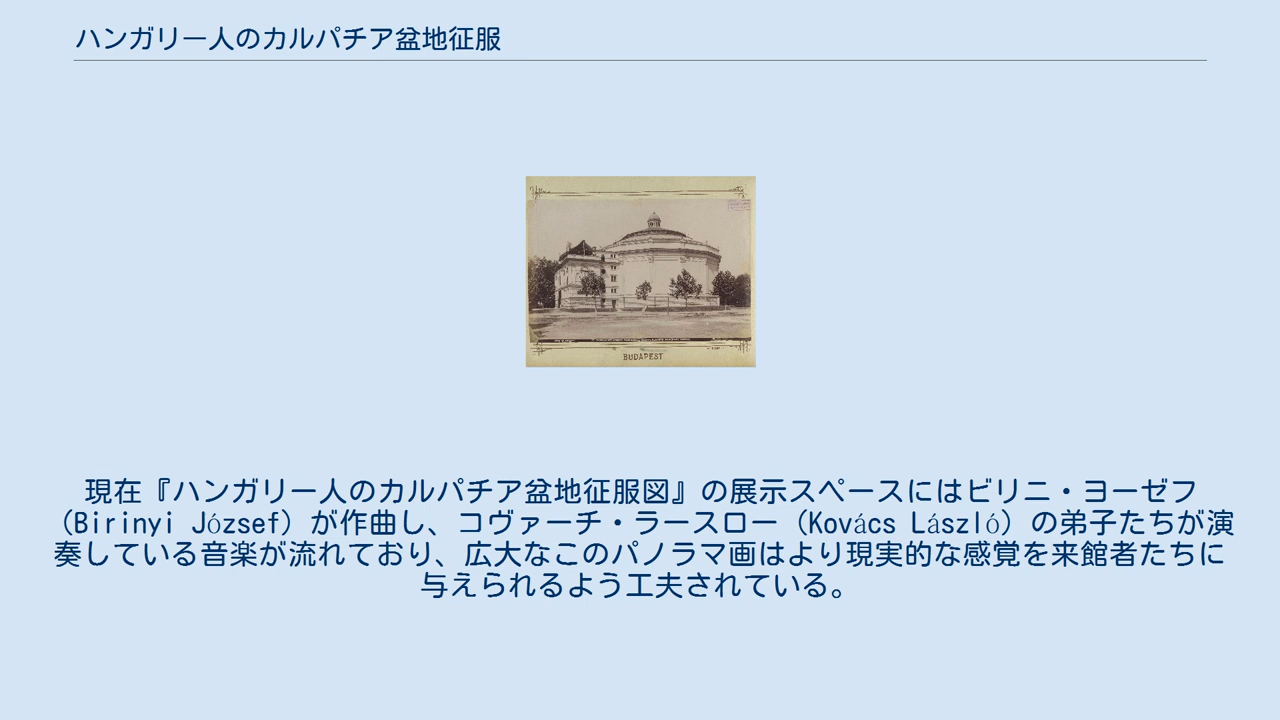 ハンガリー人のカルパチア盆地征服
BUDAPEST
現在『ハンガリー人のカルパチア盆地征服図』の展示スペースにはビリニ・ヨーゼフ
（Birinyi József）が作曲し、コヴァーチ・ラースロー（Kovács László）の弟子たちが演
奏している音楽が流れており、広大なこのパノラマ画はより現実的な感覚を来館者たちに
与えられるよう工夫されている。